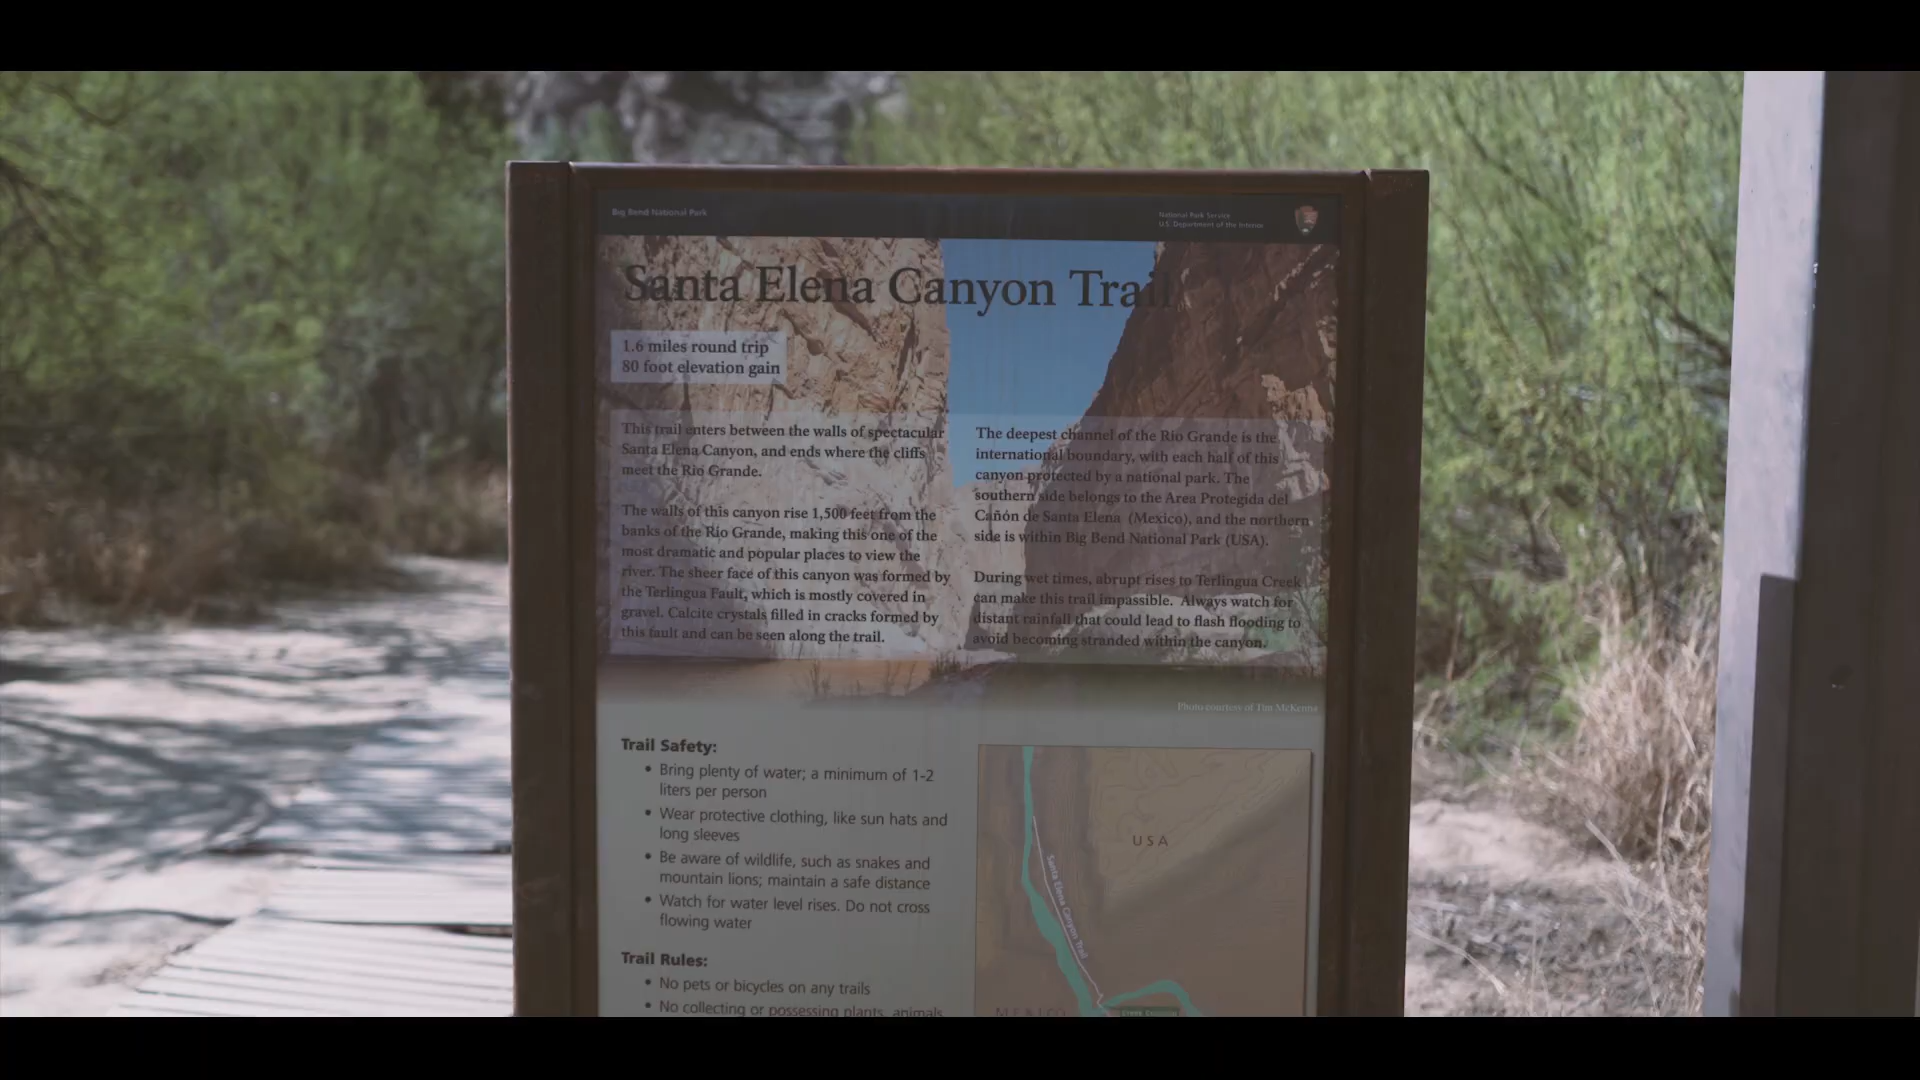 Big Bend National Park
National Park Service
U.S. Department of the Interior
Santa Elena Canyon Trail
1.6 miles round trip
80 foot elevation gain
This trail enters between the walls of spectacular
Santa Elena Canyon, and ends where the cliffs
meet the Rio Grande.
The walls of this canyon rise 1,500 feet from the
banks of the Rio Grande, making this one of the
most dramatic and popular places to view the
river. The sheer face of this canyon was formed by
the Terlingua Fault, which is mostly covered in
gravel. Calcite crystals filled in cracks formed by
this fault and can be seen along the trail.
The deepest channel of the Rio Grande is the
international boundary, with each half of this
canyon protected by a national park. The
southern side belongs to the Area Protegida del
Cañón de Santa Elena (Mexico), and the northern
side is within Big Bend National Park (USA).
During wet times, abrupt rises to Terlingua Creek
can make this trail impassible. Always watch for
distant rainfall that could lead to flash flooding to
avoid becoming stranded within the canyon.
Photo courtesy of Tim McKenna
Trail Safety:
• Bring plenty of water; a minimum of 1-2
liters per person
• Wear protective clothing, like sun hats and
long sleeves
• Be aware of wildlife, such as snakes and
mountain lions; maintain a safe distance
• Watch for water level rises. Do not cross
flowing water
Trail Rules:
• No pets or bicycles on any trails
• No collecting or possessing plants, animals,
USA
Santa Elena Canyon Trail
MEXICO